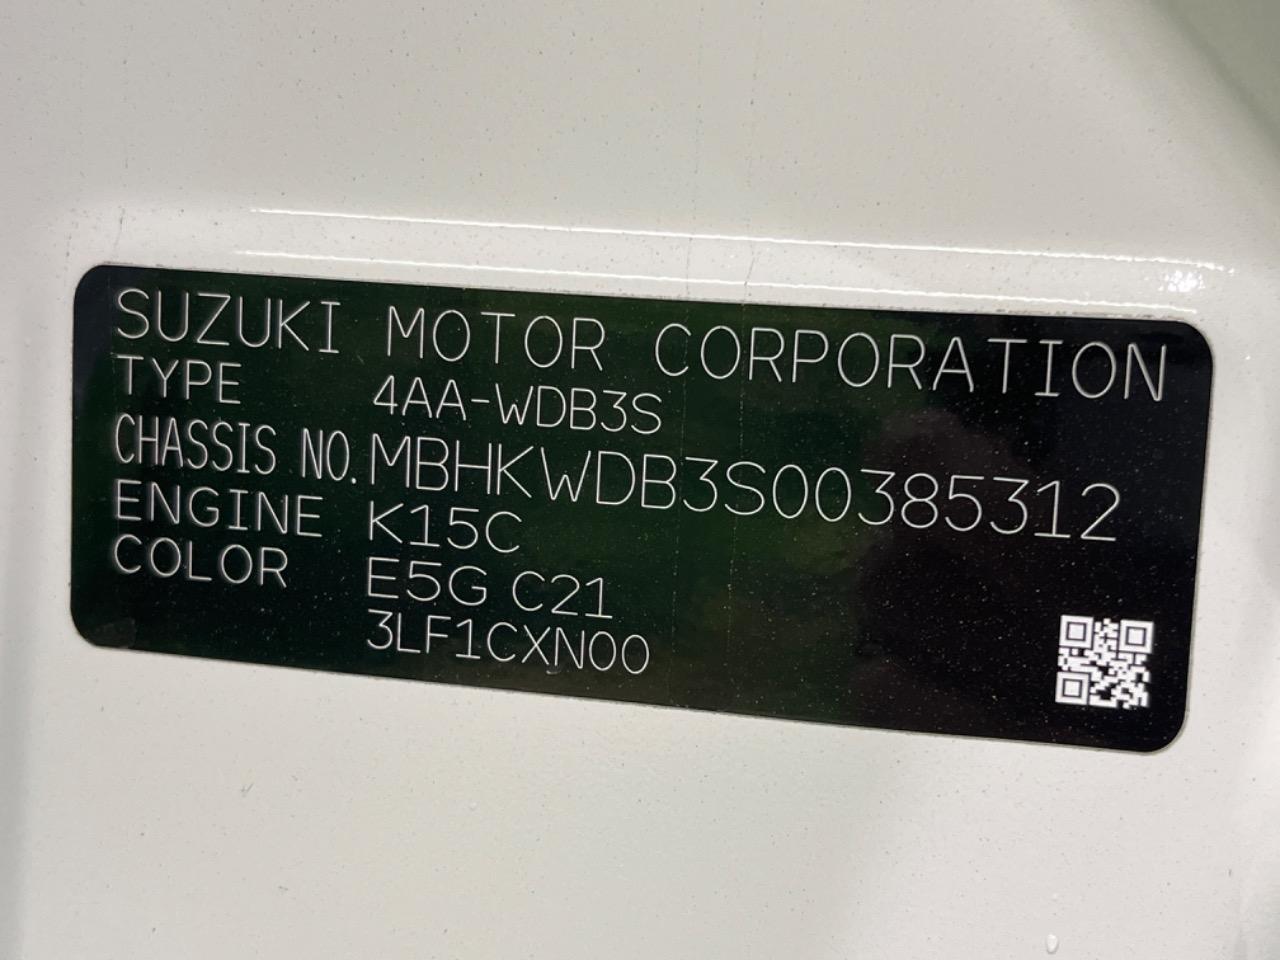 SUZUKI MOTOR CORPORATION
TYPE 4AA-WDB3S
CHASSIS NO. MBHKWDB3S00385312
ENGINE K15C
COLOR E5G C21
3LF1CXN00